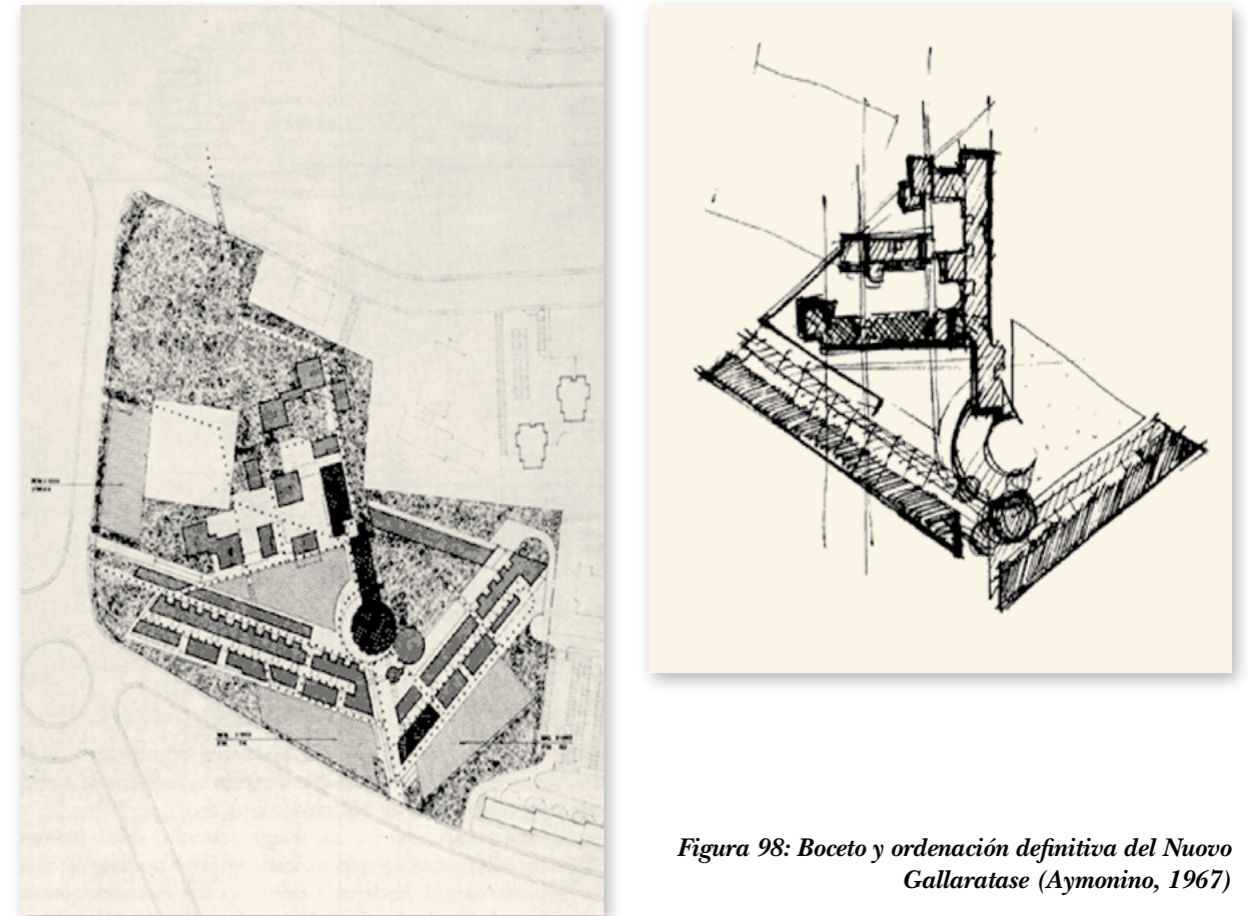 Figura 98: Boceto y ordenación definitiva del Nuovo
Gallaratase (Aymonino, 1967)